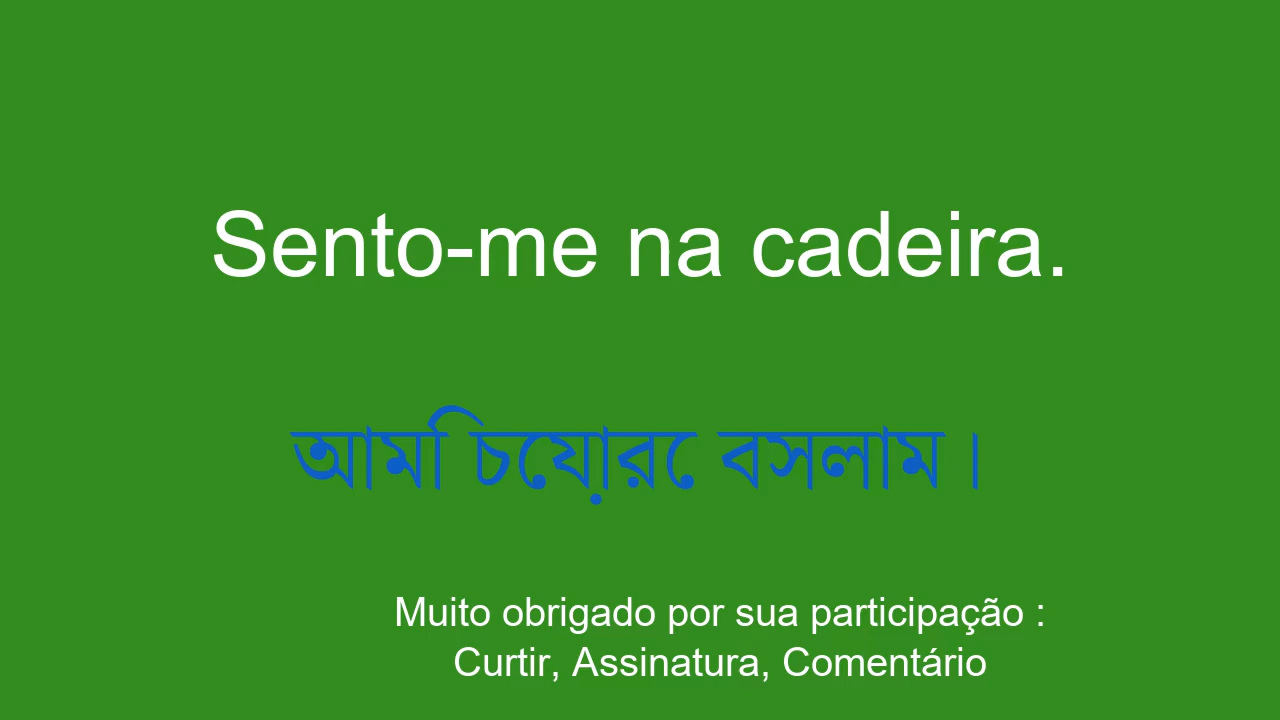 Sento-me na cadeira.
আমি চেয়ারে বসলাম।
Muito obrigado por sua participação :
Curtir, Assinatura, Comentário